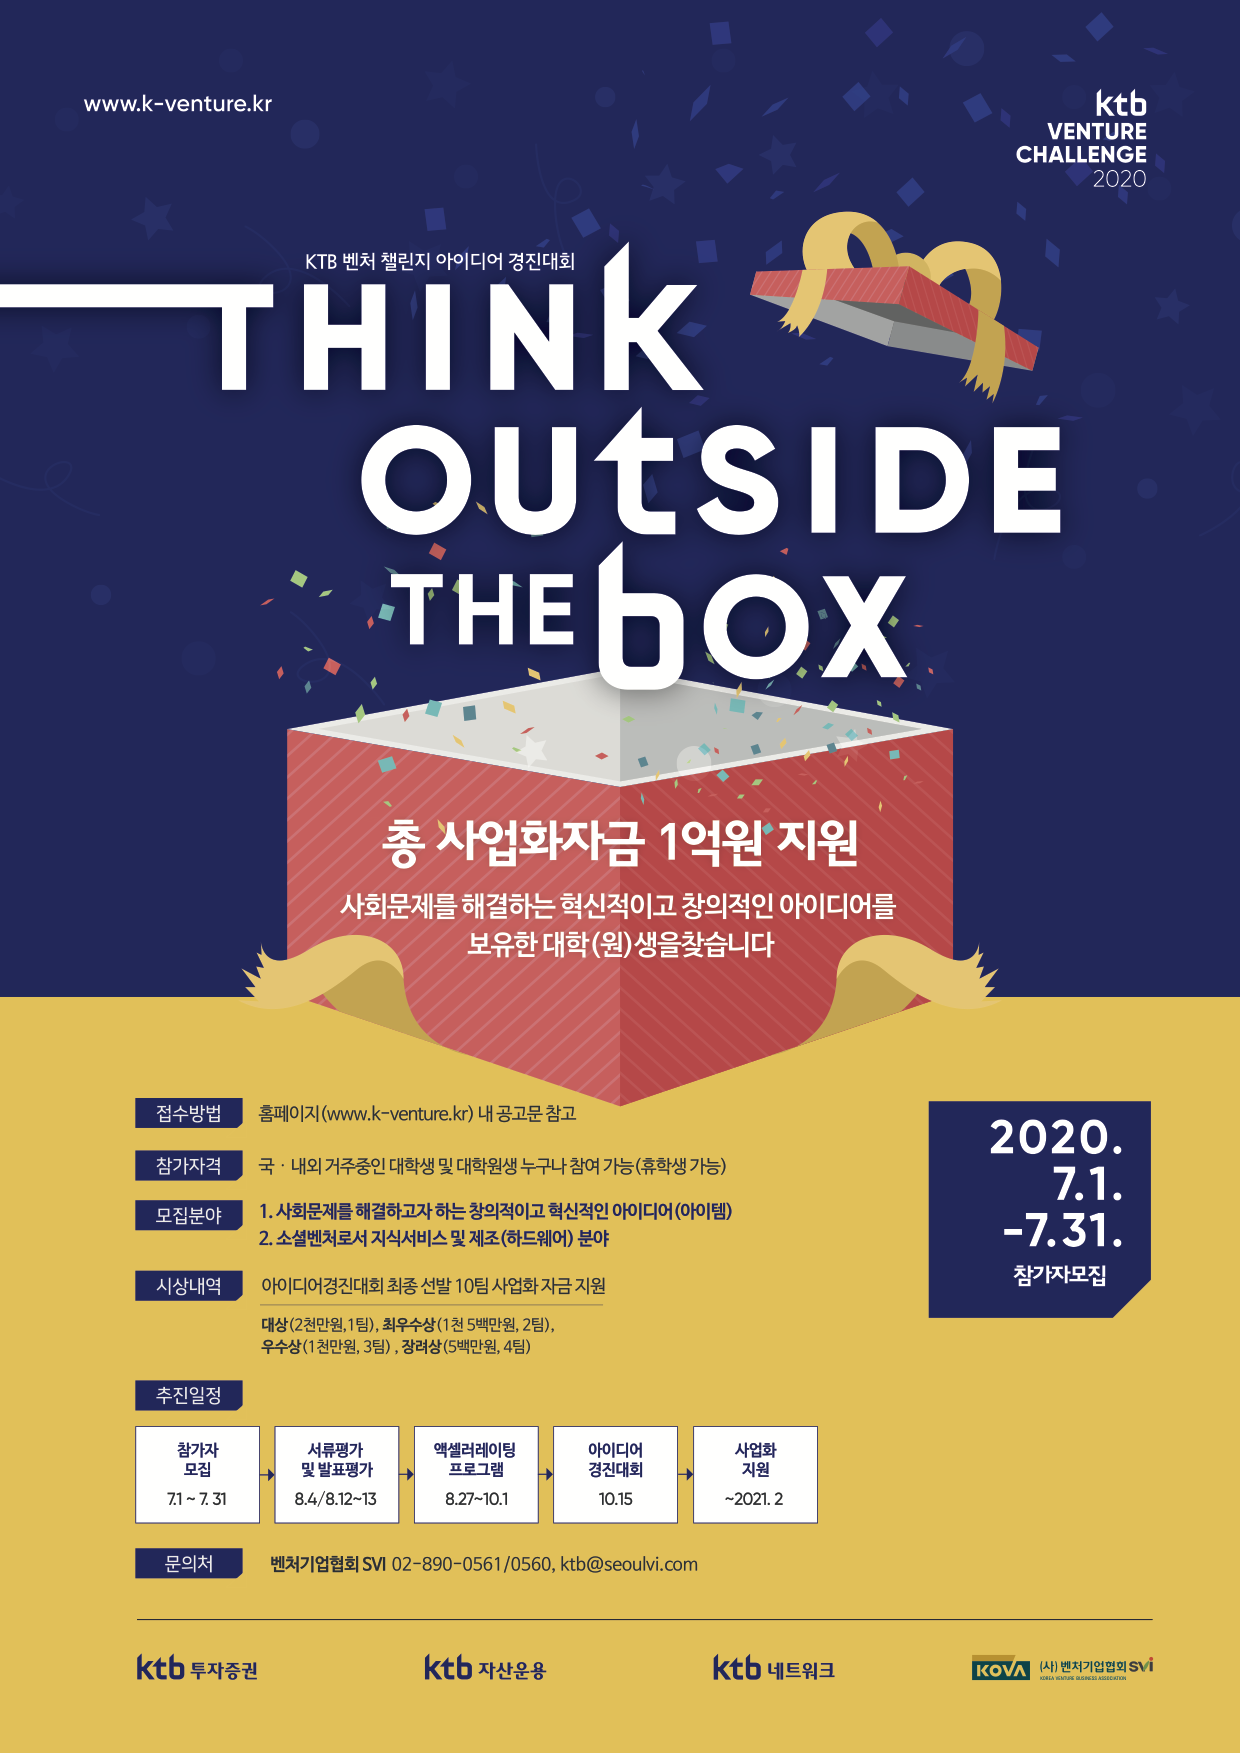 www.k-venture.kr
ktb
VENTURE
CHALLENGE
2020
KTB 벤처 챌린지 아이디어 경진대회
THINK
OUtSIDE
THE bOX
총 사업화자금 1억원 지원
사회문제를 해결하는 혁신적이고 창의적인 아이디어를
보유한 대학(원)생을찾습니다
접수방법 홈페이지(www.k-venture.kr) 내 공고문 참고
참가자격 국 · 내외 거주중인 대학생 및 대학원생 누구나 참여 가능(휴학생 가능)
모집분야 1. 사회문제를 해결하고자 하는 창의적이고 혁신적인 아이디어(아이템)
2. 소셜벤처로서 지식서비스 및 제조(하드웨어) 분야
시상내역 아이디어경진대회 최종 선발 10팀 사업화 자금 지원
대상(2천만원,1팀), 최우수상(1천 5백만원, 2팀),
우수상(1천만원, 3팀) , 장려상(5백만원, 4팀)
2020.
7.1.
-7.31.
참가자모집
추진일정
참가자
모집
7.1 ~ 7. 31
서류평가
및 발표평가
8.4/8.12~13
액셀러레이팅
프로그램
8.27~10.1
아이디어
경진대회
10.15
사업화
지원
~2021. 2
문의처 벤처기업협회 SVI 02-890-0561/0560, ktb@seoulvi.com
ktb 투자증권
ktb 자산운용
ktb 네트워크
KOVA (사) 벤처기업협회 SVi
KOREA VENTURE BUSINESS ASSOCIATION